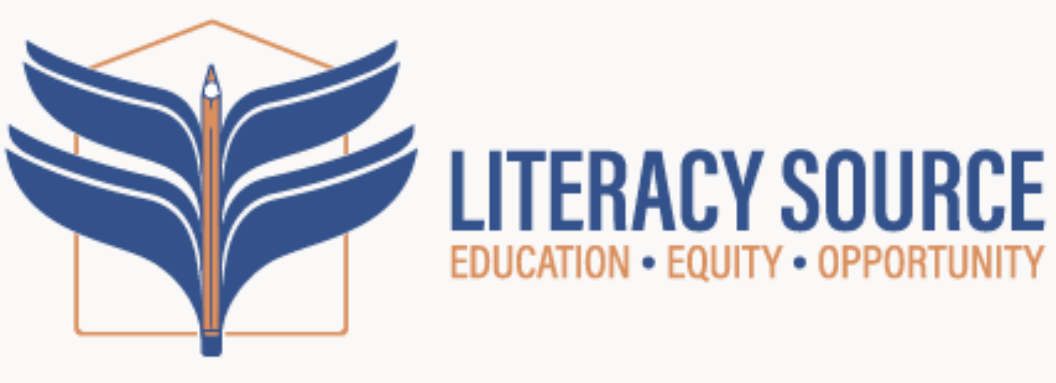 LITERACY SOURCE
EDUCATION • EQUITY • OPPORTUNITY